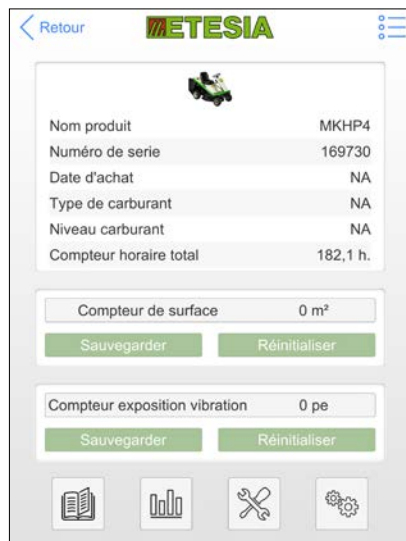 Retour ETESIA
Nom produit MKHP4
Numéro de serie 169730
Date d'achat NA
Type de carburant NA
Niveau carburant NA
Compteur horaire total 182,1 h.
Compteur de surface 0 m²
Sauvegarder Réinitialiser
Compteur exposition vibration 0 pe
Sauvegarder Réinitialiser